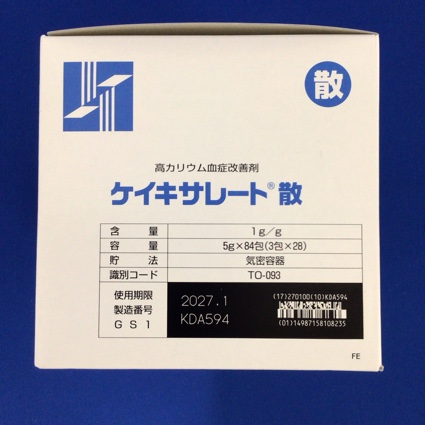 散
高カリウム血症改善剤
ケイキサレート®散
含量 1g/g
容量 5g×84包(3包×28)
貯法 気密容器
識別コード TO-093
使用期限 2027.1
製造番号 KDA594
GS1
(17)270100(10)KDA594
(01)14987158108235
FE